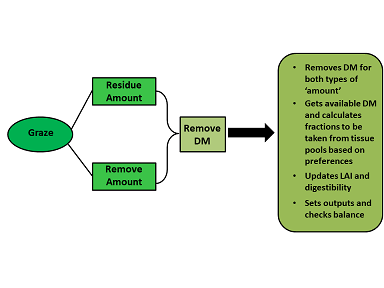 Graze
Residue
Amount
Remove
Amount
Remove
DM
• Removes DM for
both types of
‘amount’
• Gets available DM
and calculates
fractions to be
taken from tissue
pools based on
preferences
• Updates LAI and
digestibility
• Sets outputs and
checks balance